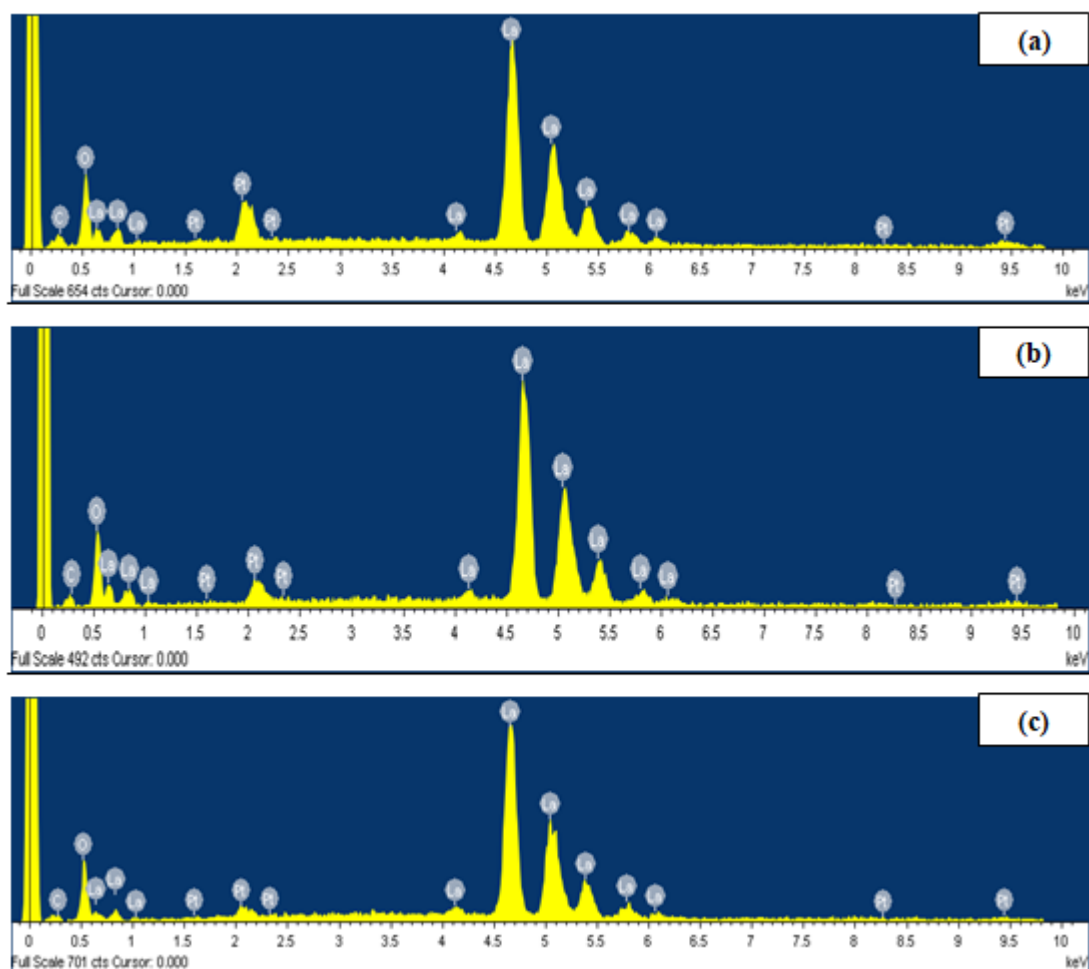 (a)
La
La
O
Pt
La
C La La La Pt Pt La La La Pt Pt
0 0.5 1 1.5 2 2.5 3 3.5 4 4.5 5 5.5 6 6.5 7 7.5 8 8.5 9 9.5 10
Full Scale 654 cts Cursor: 0.000 keV
(b)
La
La
O
La
C La La La Pt Pt Pt La La La Pt Pt
0 0.5 1 1.5 2 2.5 3 3.5 4 4.5 5 5.5 6 6.5 7 7.5 8 8.5 9 9.5 10
Full Scale 492 cts Cursor: 0.000 keV
(c)
La
La
O
La
C La La La Pt Pt Pt La La La Pt Pt
0 0.5 1 1.5 2 2.5 3 3.5 4 4.5 5 5.5 6 6.5 7 7.5 8 8.5 9 9.5 10
Full Scale 701 cts Cursor: 0.000 keV